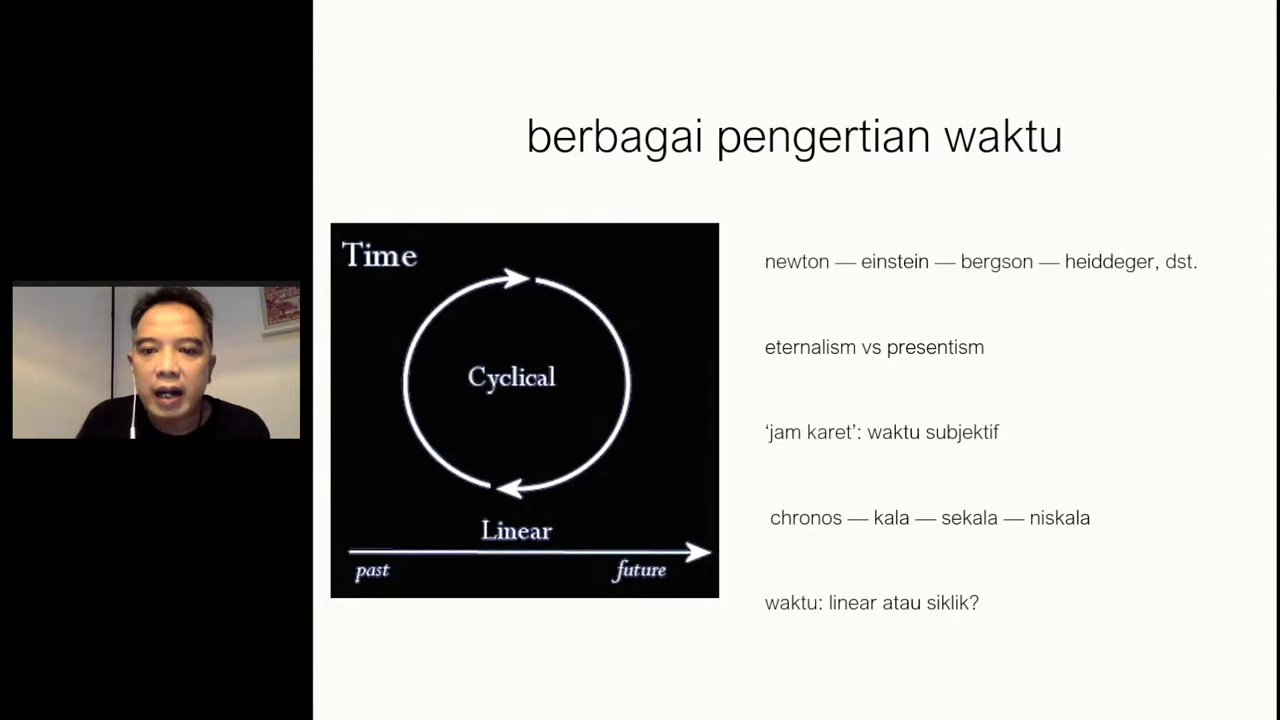 berbagai pengertian waktu
Time
Cyclical
Linear
past
future
newton — einstein — bergson — heiddeger, dst.
eternalism vs presentism
‘jam karet’: waktu subjektif
chronos — kala — sekala — niskala
waktu: linear atau siklik?